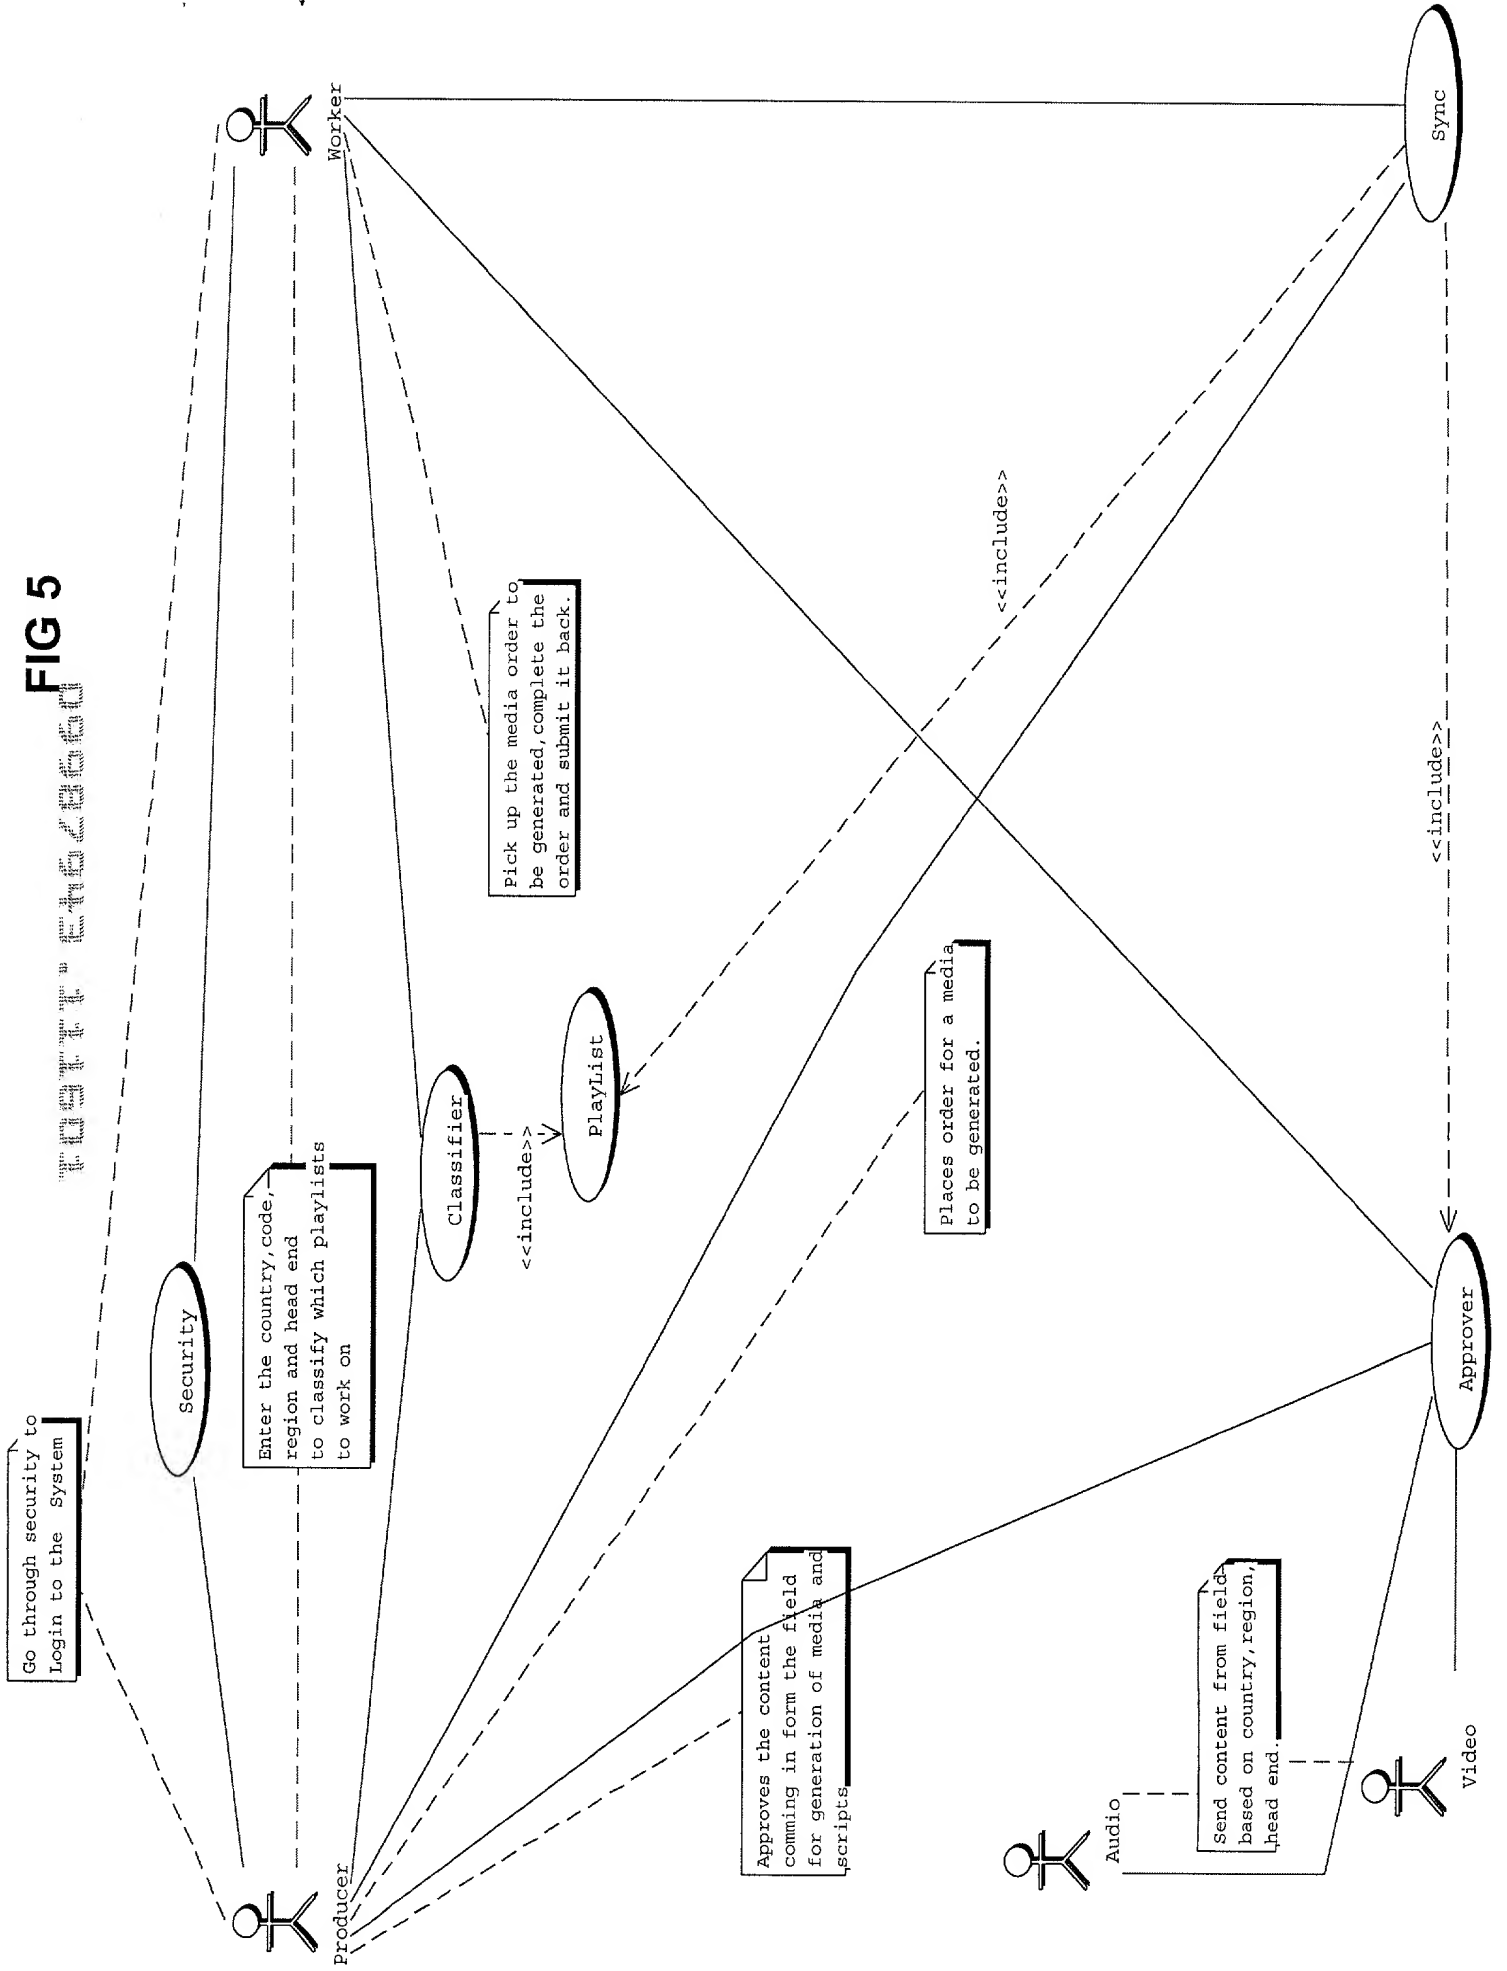 FIG 5
Go through security to
Login to the System
Security
Enter the country,code,
region and head end
to classify which playlists
to work on
Producer
Worker
Classifier
<<include>>
Pick up the media order to
be generated,complete the
order and submit it back.
PlayList
Approves the content
comming in form the field
for generation of media and
scripts
Places order for a media
to be generated.
<<include>>
Audio
Send content from field
based on country,region,
head end.
Video
Approver
<<include>>
Sync